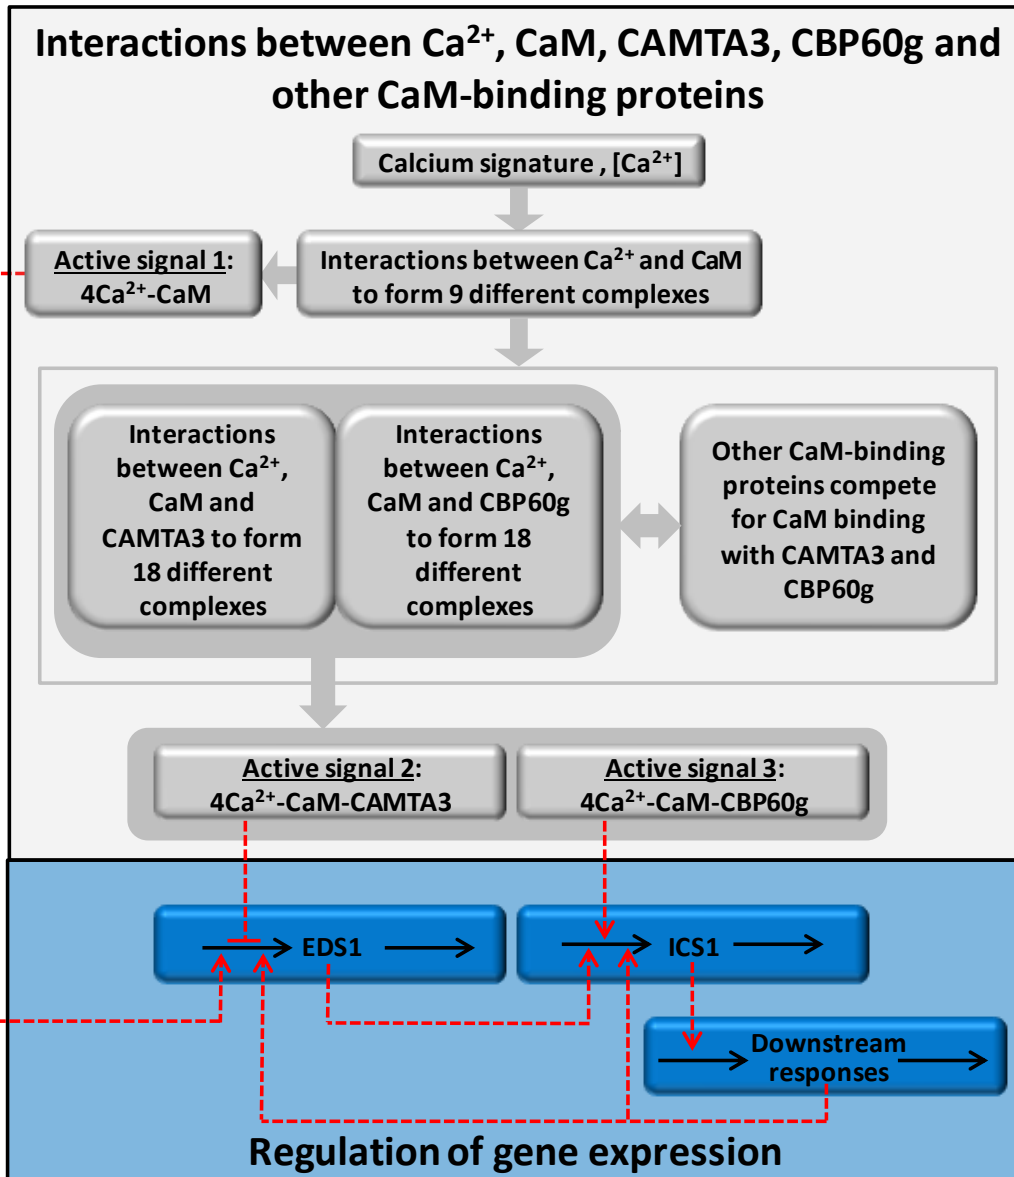 Interactions between Ca²⁺, CaM, CAMTA3, CBP60g and
other CaM-binding proteins
Calcium signature , [Ca²⁺]
Active signal 1:
4Ca²⁺-CaM
Interactions between Ca²⁺ and CaM
to form 9 different complexes
Interactions
between Ca²⁺,
CaM and
CAMTA3 to form
18 different
complexes
Interactions
between Ca²⁺,
CaM and CBP60g
to form 18
different
complexes
Other CaM-binding
proteins compete
for CaM binding
with CAMTA3 and
CBP60g
Active signal 2:
4Ca²⁺-CaM-CAMTA3
Active signal 3:
4Ca²⁺-CaM-CBP60g
EDS1
ICS1
Downstream
responses
Regulation of gene expression